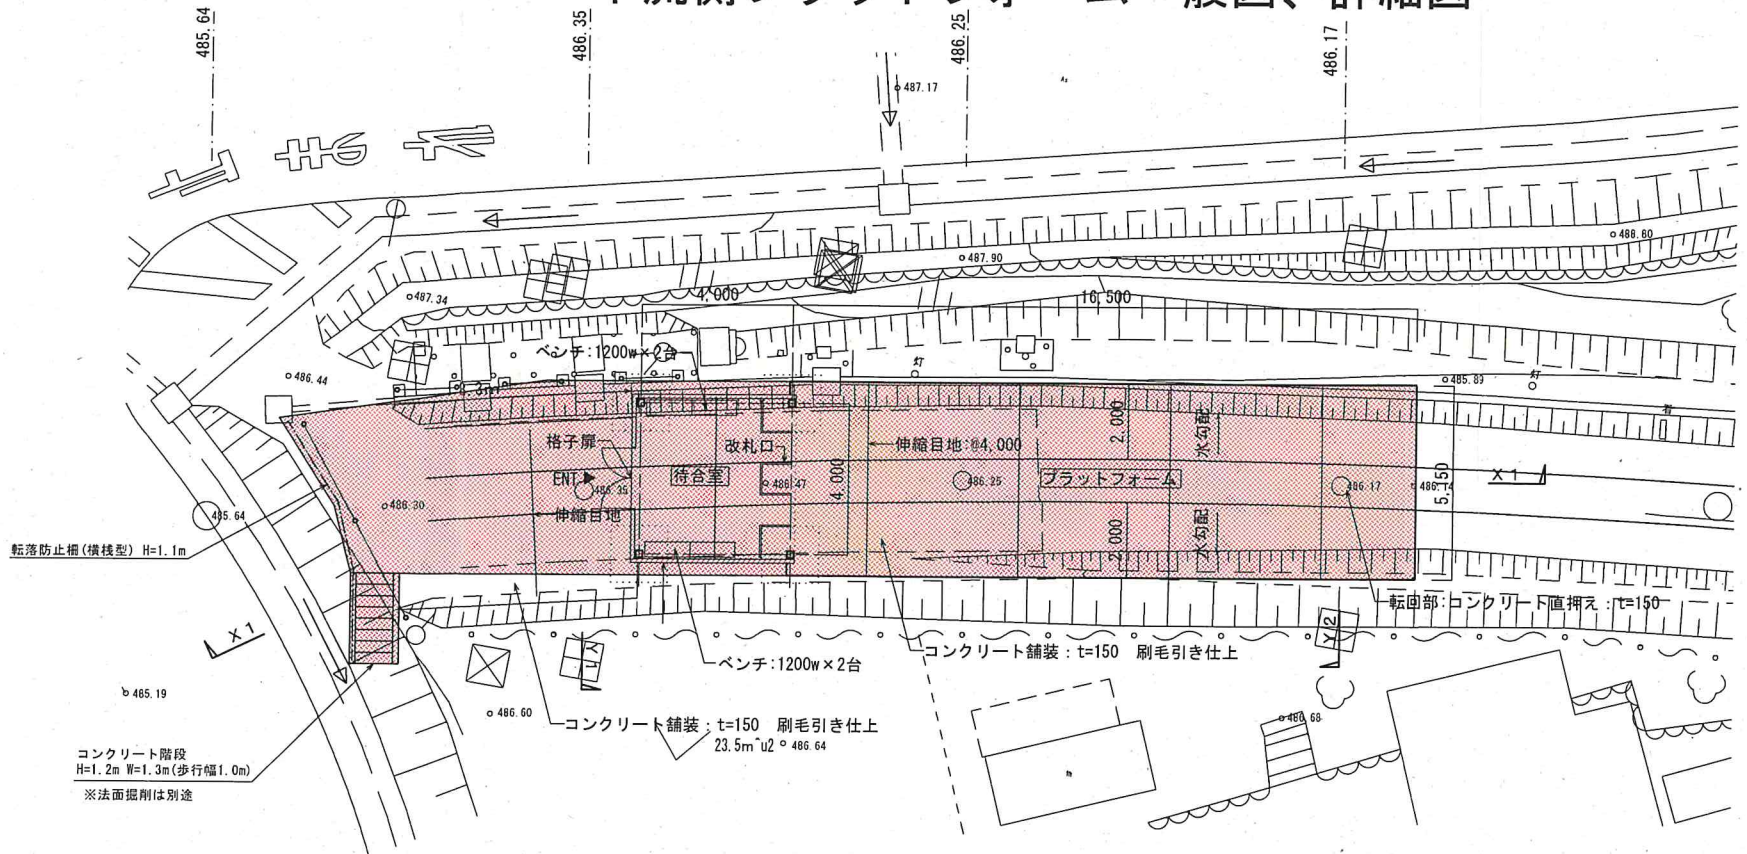 485.64
486.35
486.25
486.17
487.17
488.60
487.90
487.34
4,000
16,500
ベンチ:1200w×2台
灯
灯
486.44
485.89
格子扉
改札口
伸縮目地:@4,000
2,000
水勾配
ENT
486.35
待合室
486.47
4,000
486.25
プラットフォーム
486.17
486.14
5,150
X1
486.30
伸縮目地
485.64
2,000
水勾配
転落防止柵(横桟型) H=1.1m
転回部:コンクリート直押え:t=150
X1
Y1
Y2
ベンチ:1200w×2台
コンクリート舗装:t=150 刷毛引き仕上
485.19
486.60
486.68
コンクリート舗装:t=150 刷毛引き仕上
23.5m^u2
486.64
コンクリート階段
H=1.2m W=1.3m(歩行幅1.0m)
※法面掘削は別途